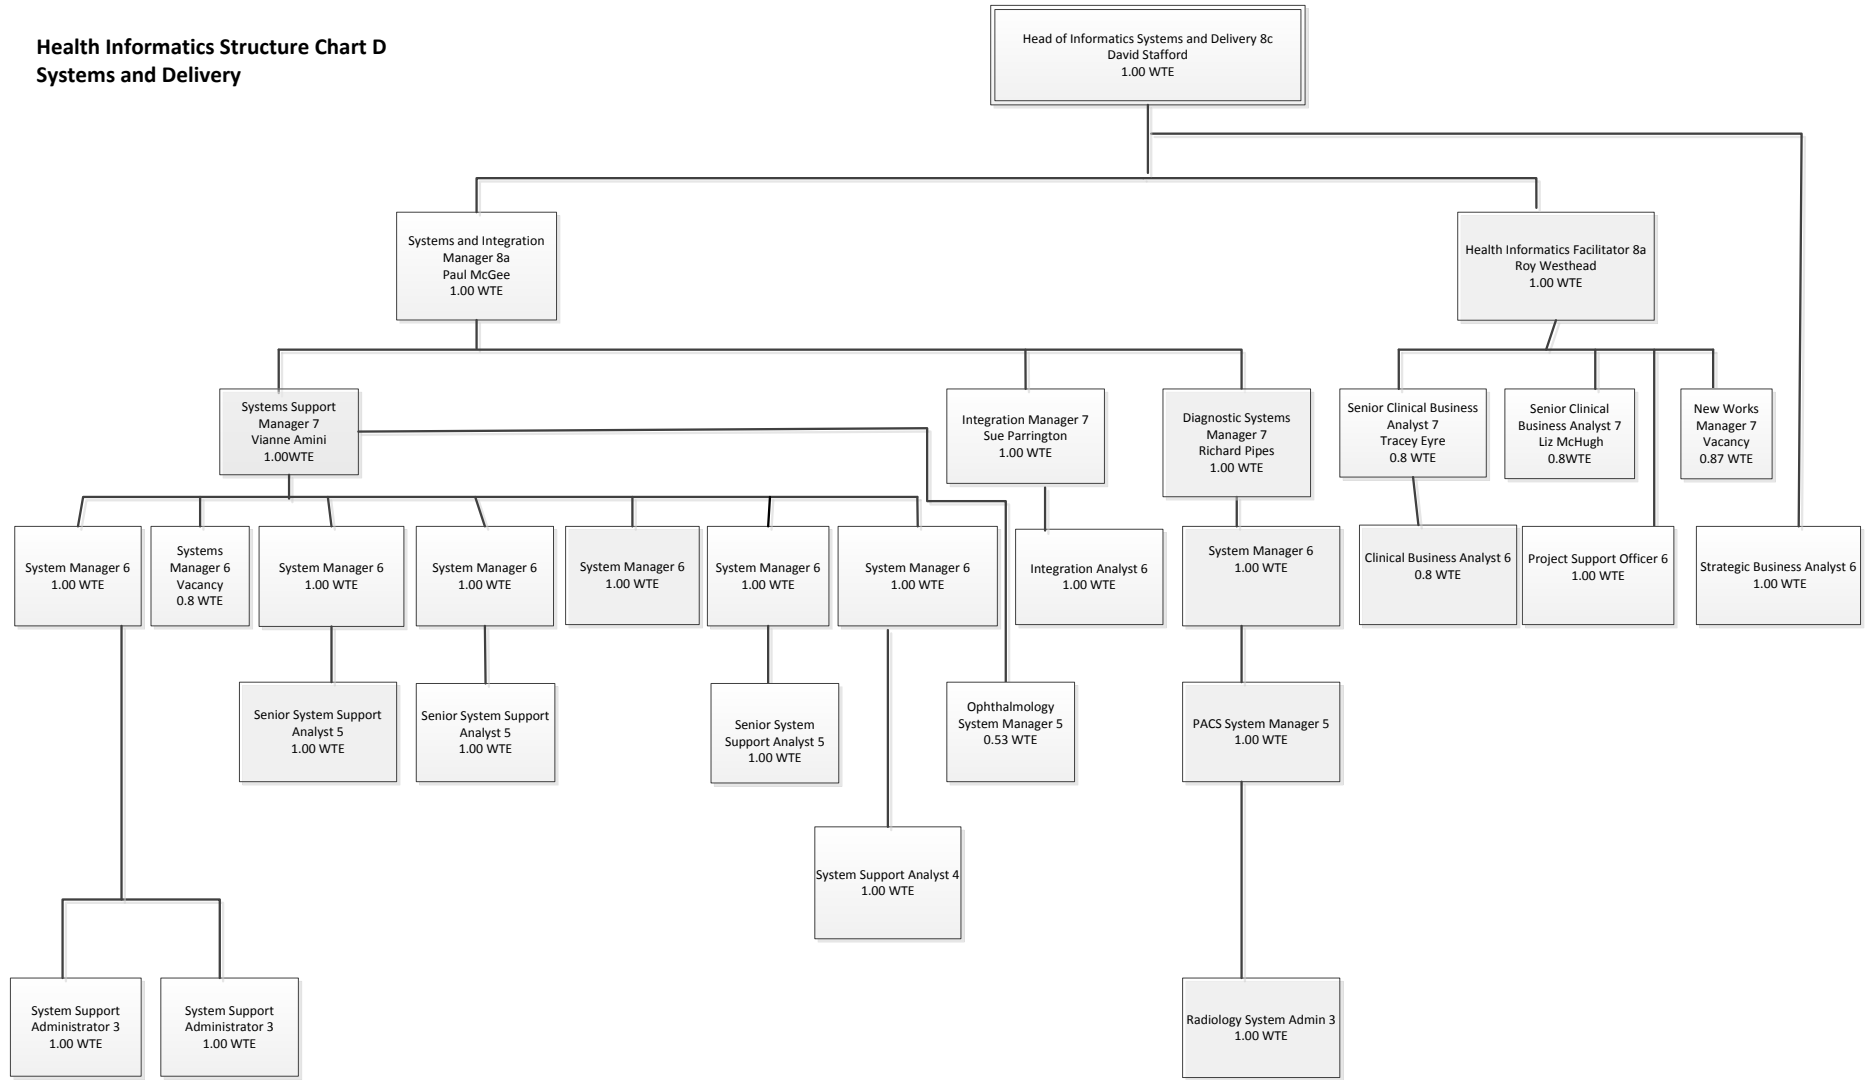 Health Informatics Structure Chart D
Systems and Delivery
Head of Informatics Systems and Delivery 8c
David Stafford
1.00 WTE
Systems and Integration
Manager 8a
Paul McGee
1.00 WTE
Health Informatics Facilitator 8a
Roy Westhead
1.00 WTE
Systems Support
Manager 7
Vianne Amini
1.00WTE
Integration Manager 7
Sue Parrington
1.00 WTE
Diagnostic Systems
Manager 7
Richard Pipes
1.00 WTE
Senior Clinical Business
Analyst 7
Tracey Eyre
0.8 WTE
Senior Clinical
Business Analyst 7
Liz McHugh
0.8WTE
New Works
Manager 7
Vacancy
0.87 WTE
System Manager 6
1.00 WTE
Systems
Manager 6
Vacancy
0.8 WTE
System Manager 6
1.00 WTE
System Manager 6
1.00 WTE
System Manager 6
1.00 WTE
System Manager 6
1.00 WTE
System Manager 6
1.00 WTE
Integration Analyst 6
1.00 WTE
System Manager 6
1.00 WTE
Clinical Business Analyst 6
0.8 WTE
Project Support Officer 6
1.00 WTE
Strategic Business Analyst 6
1.00 WTE
Senior System Support
Analyst 5
1.00 WTE
Senior System Support
Analyst 5
1.00 WTE
Senior System
Support Analyst 5
1.00 WTE
Ophthalmology
System Manager 5
0.53 WTE
PACS System Manager 5
1.00 WTE
System Support Analyst 4
1.00 WTE
System Support
Administrator 3
1.00 WTE
System Support
Administrator 3
1.00 WTE
Radiology System Admin 3
1.00 WTE